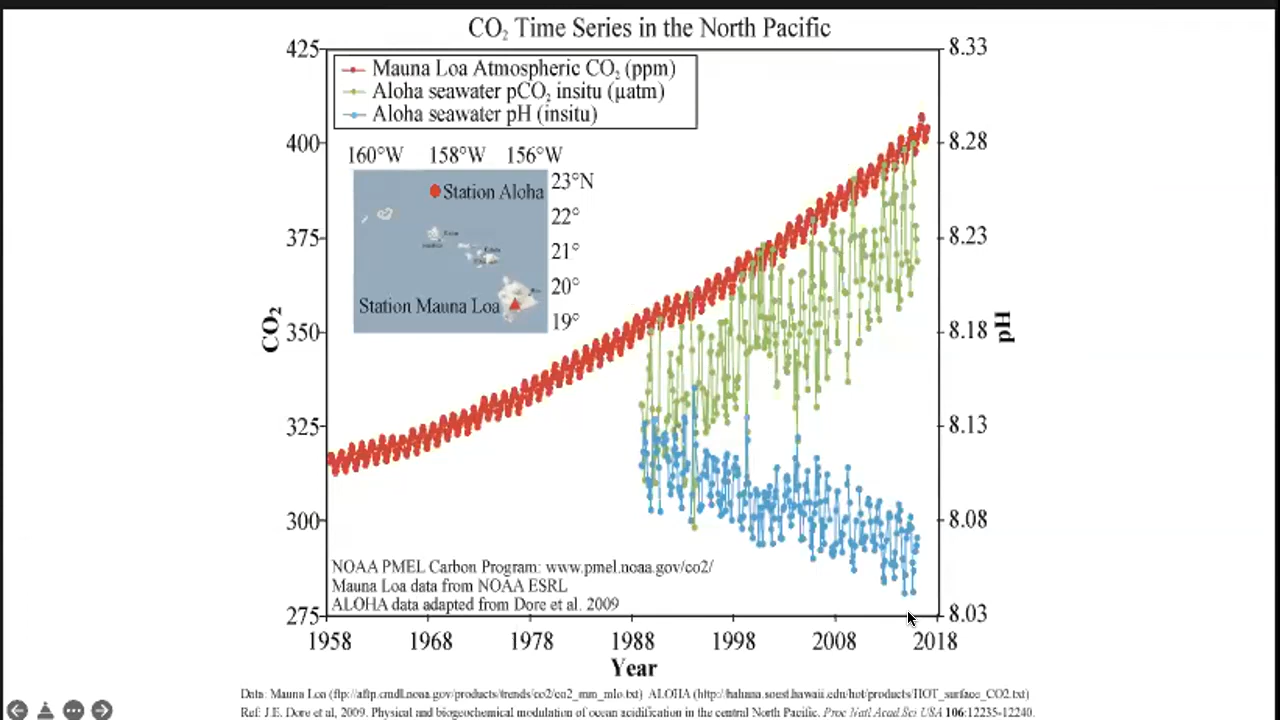 CO₂ Time Series in the North Pacific
425
400
375
350
325
300
275
CO₂
8.33
8.28
8.23
8.18
8.13
8.08
8.03
pH
Mauna Loa Atmospheric CO₂ (ppm)
Aloha seawater pCO₂ insitu (µatm)
Aloha seawater pH (insitu)
160°W 158°W 156°W
23°N
22°
21°
20°
19°
Station Aloha
Station Mauna Loa
NOAA PMEL Carbon Program: www.pmel.noaa.gov/co2/
Mauna Loa data from NOAA ESRL
ALOHA data adapted from Dore et al. 2009
1958 1968 1978 1988 1998 2008 2018
Year
Data: Mauna Loa (ftp://aftp.cmdl.noaa.gov/products/trends/co2/co2_mm_mlo.txt) ALOHA (http://hahana.soest.hawaii.edu/hot/products/HOT_surface_CO2.txt)
Ref: J.E. Dore et al, 2009. Physical and biogeochemical modulation of ocean acidification in the central North Pacific. Proc Natl Acad Sci USA 106:12235-12240.